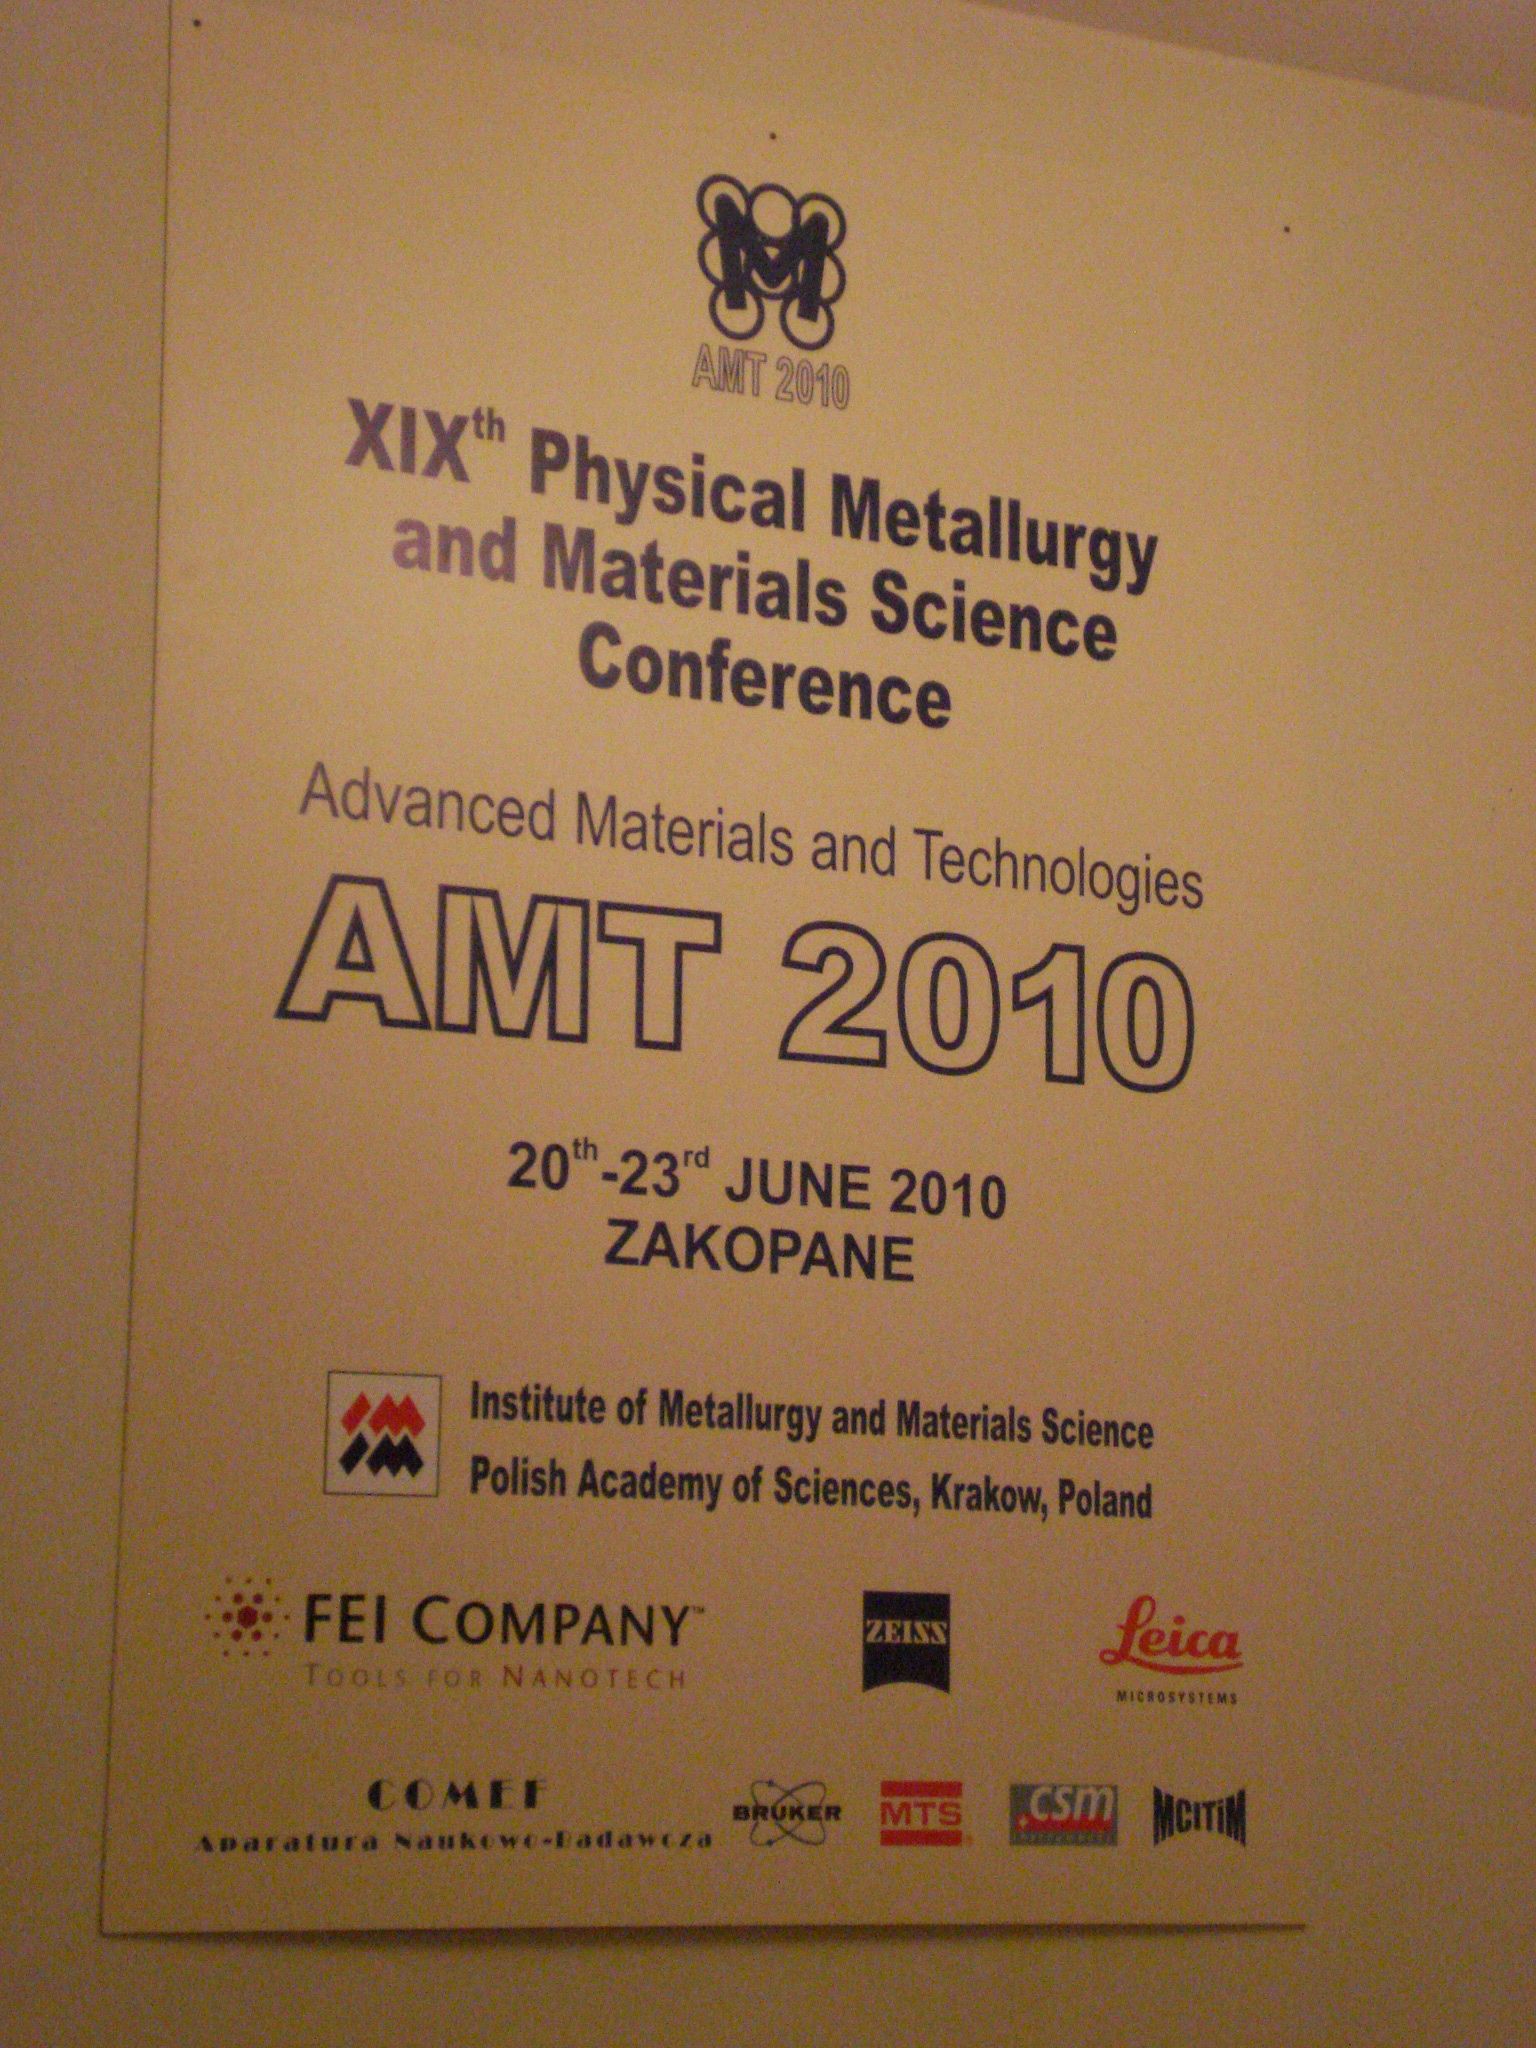 M
AMT 2010
XIXth Physical Metallurgy
and Materials Science
Conference
Advanced Materials and Technologies
AMT 2010
20th-23rd JUNE 2010
ZAKOPANE
Institute of Metallurgy and Materials Science
Polish Academy of Sciences, Krakow, Poland
FEI COMPANY™
TOOLS FOR NANOTECH
ZEISS
Leica
MICROSYSTEMS
COMEF
Aparatura Naukowo-Badawcza
BRUKER
MTS
csm
MCiTiM